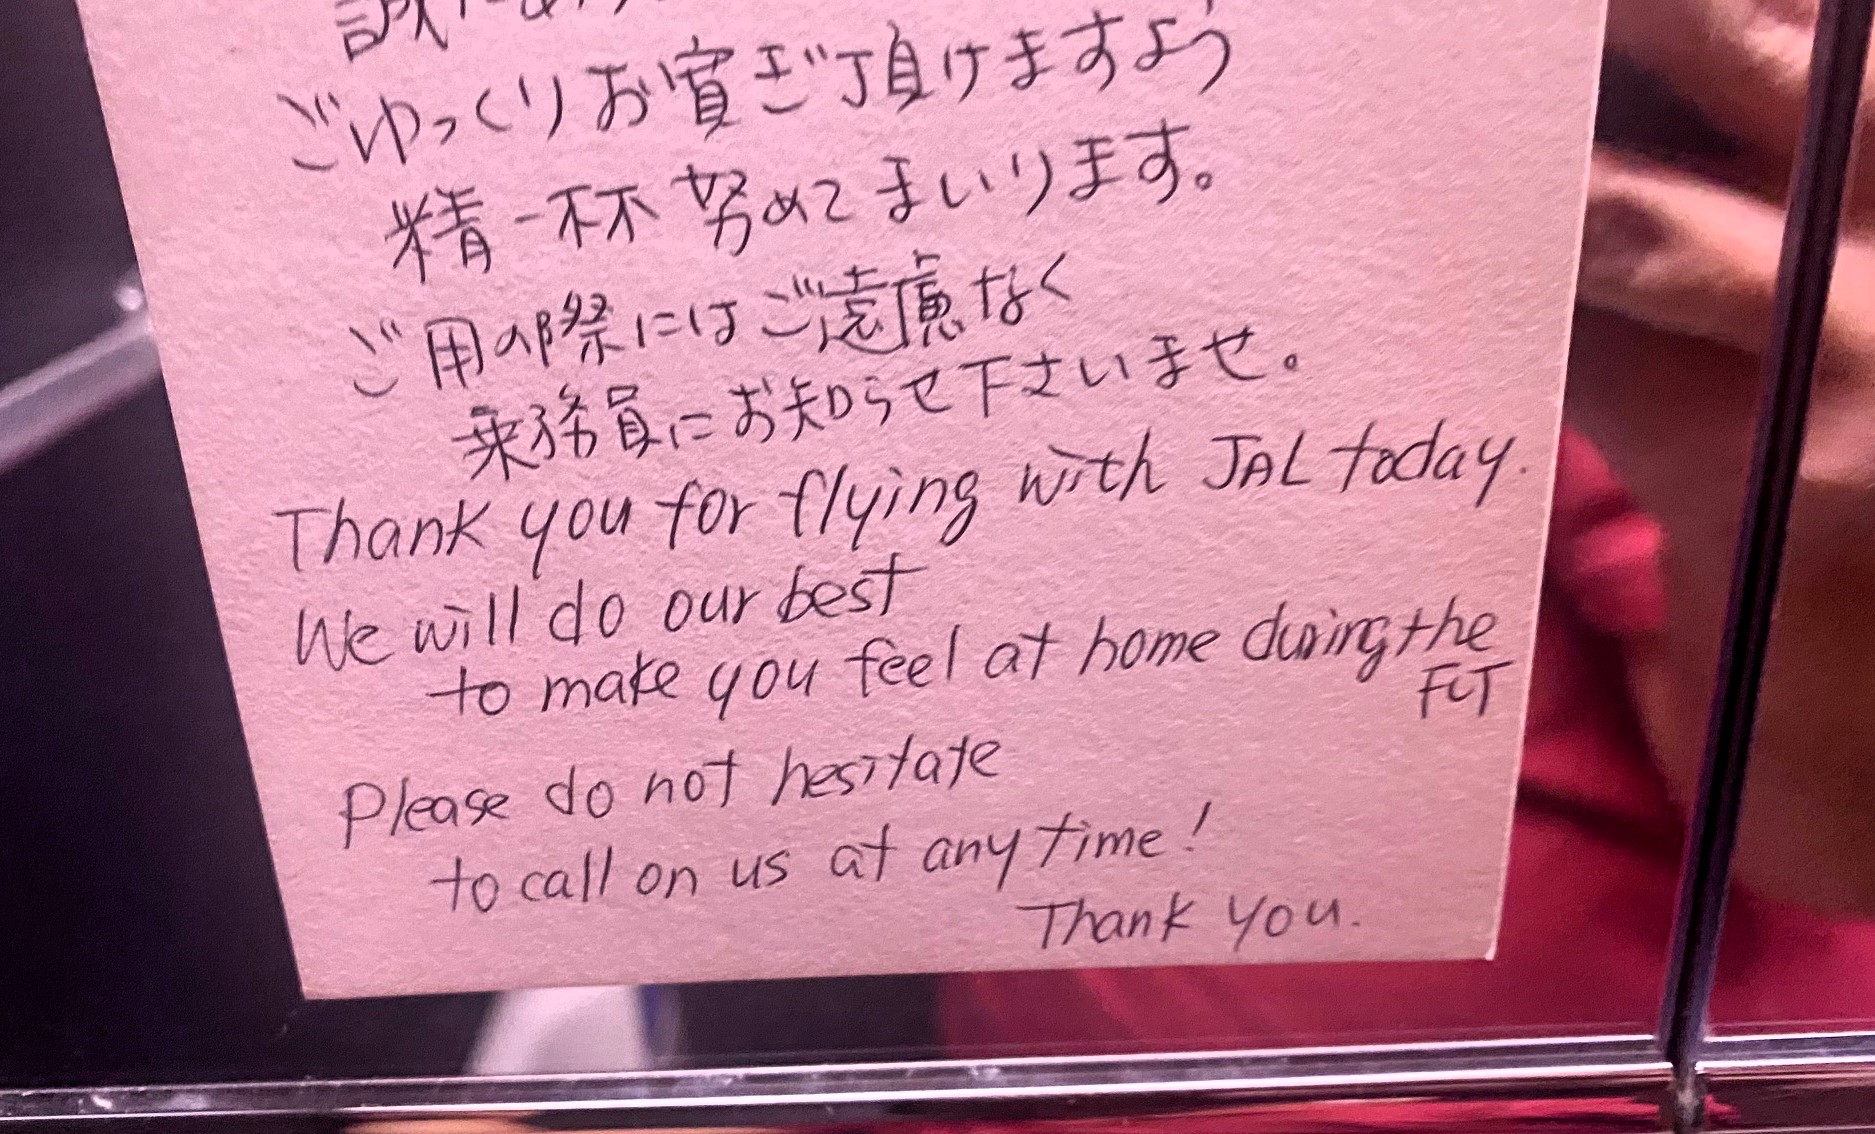 誠にあ
ごゆっくりお寛ぎ頂けますよう
精一杯努めてまいります。
ご用の際にはご遠慮なく
乗務員にお知らせ下さいませ。
Thank you for flying with JAL today.
We will do our best
to make you feel at home during the
FLT
Please do not hesitate
to call on us at any time!
Thank you.